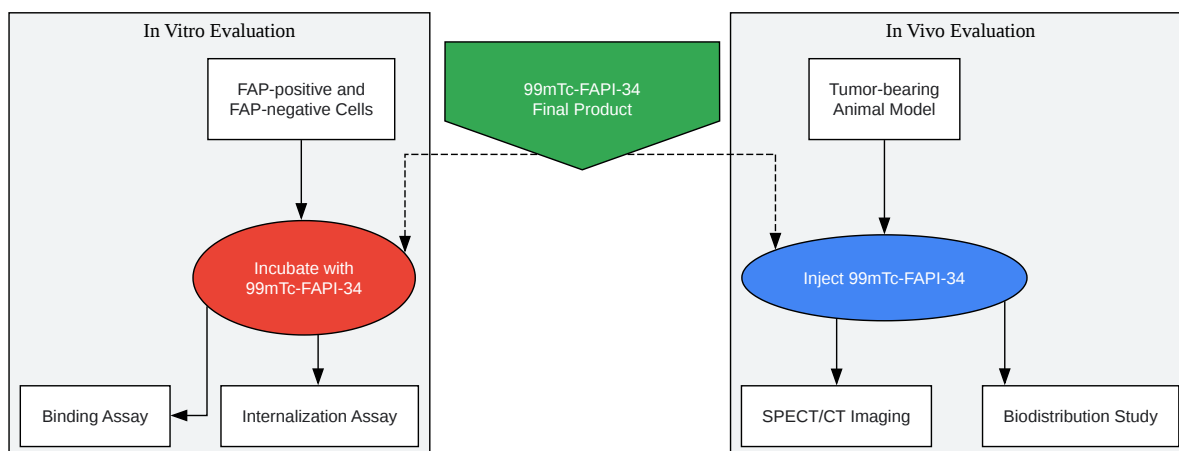 In Vitro Evaluation
FAP-positive and
FAP-negative Cells
Incubate with
99mTc-FAPI-34
Binding Assay
Internalization Assay
99mTc-FAPI-34
Final Product
In Vivo Evaluation
Tumor-bearing
Animal Model
Inject 99mTc-FAPI-34
SPECT/CT Imaging
Biodistribution Study